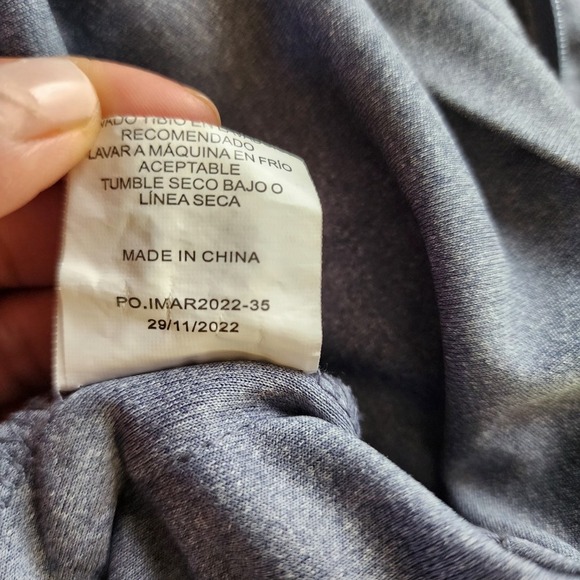 RECOMENDADO
LAVAR A MÁQUINA EN FRÍO
ACEPTABLE
TUMBLE SECO BAJO O
LÍNEA SECA
MADE IN CHINA
PO.IMAR2022-35
29/11/2022